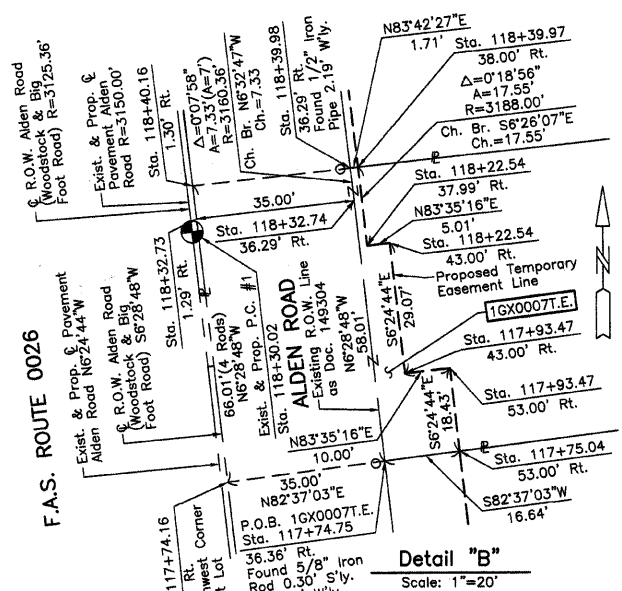 ℄ R.O.W. Alden Road
(Woodstock & Big
Foot Road) R=3125.36'
Exist. & Prop. ℄
Pavement Alden
Road R=3150.00'
Sta. 118+40.16
1.30' Rt.
Δ=0°07'58"
A=7.33'(A=7')
R=3160.36'
Ch. Br. N6°32'47"W
Ch.=7.33
Sta. 118+39.98
36.29' Rt.
Found 1/2" Iron
Pipe 2.19' W'ly.
N83°42'27"E
1.71'
Sta. 118+39.97
38.00' Rt.
Δ=0°18'56"
A=17.55'
R=3188.00'
Ch. Br. S6°26'07"E
Ch.=17.55'
Sta. 118+22.54
37.99' Rt.
N83°35'16"E
5.01'
Sta. 118+22.54
43.00' Rt.
Proposed Temporary
Easement Line
1GX0007T.E.
Sta. 117+93.47
43.00' Rt.
Sta. 117+93.47
53.00' Rt.
Sta. 117+75.04
53.00' Rt.
S82°37'03"W
16.64'
35.00'
Sta. 118+32.74
36.29' Rt.
Sta. 118+32.73
1.29' Rt.
F.A.S. ROUTE 0026
Exist. & Prop. ℄ Pavement
Alden Road N6°24'44"W
℄ R.O.W. Alden Road
(Woodstock & Big
Foot Road) S6°28'48"W
66.01'(4 Rods)
N6°28'48"W
Exist. & Prop. P.C. #1
Sta. 118+30.02
ALDEN ROAD
Existing R.O.W. Line
as Doc. 149304
N6°28'48"W
58.01'
S6°24'44"E
29.07'
S6°24'44"E
18.43'
N83°35'16"E
10.00'
35.00'
N82°37'03"E
P.O.B. 1GX0007T.E.
Sta. 117+74.75
36.36' Rt.
Found 5/8" Iron
Rod 0.30' S'ly.
W'ly.
117+74.16
Rt.
west Corner
Lot
Detail "B"
Scale: 1"=20'
N